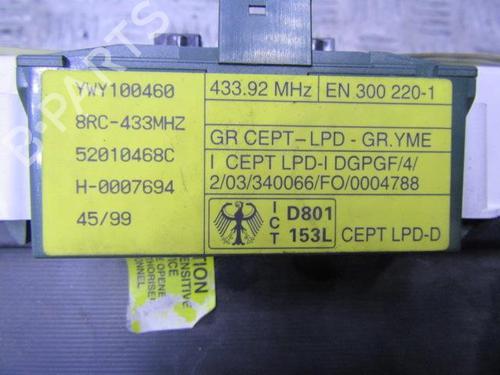 YWY100460
8RC-433MHZ
52010468C
H-0007694
45/99
433.92 MHz
EN 300 220-1
GR CEPT-LPD - GR.YME
I CEPT LPD-I DGPGF/4/
2/03/340066/FO/0004788
ICT
D801
153L
CEPT LPD-D
B-PARTS